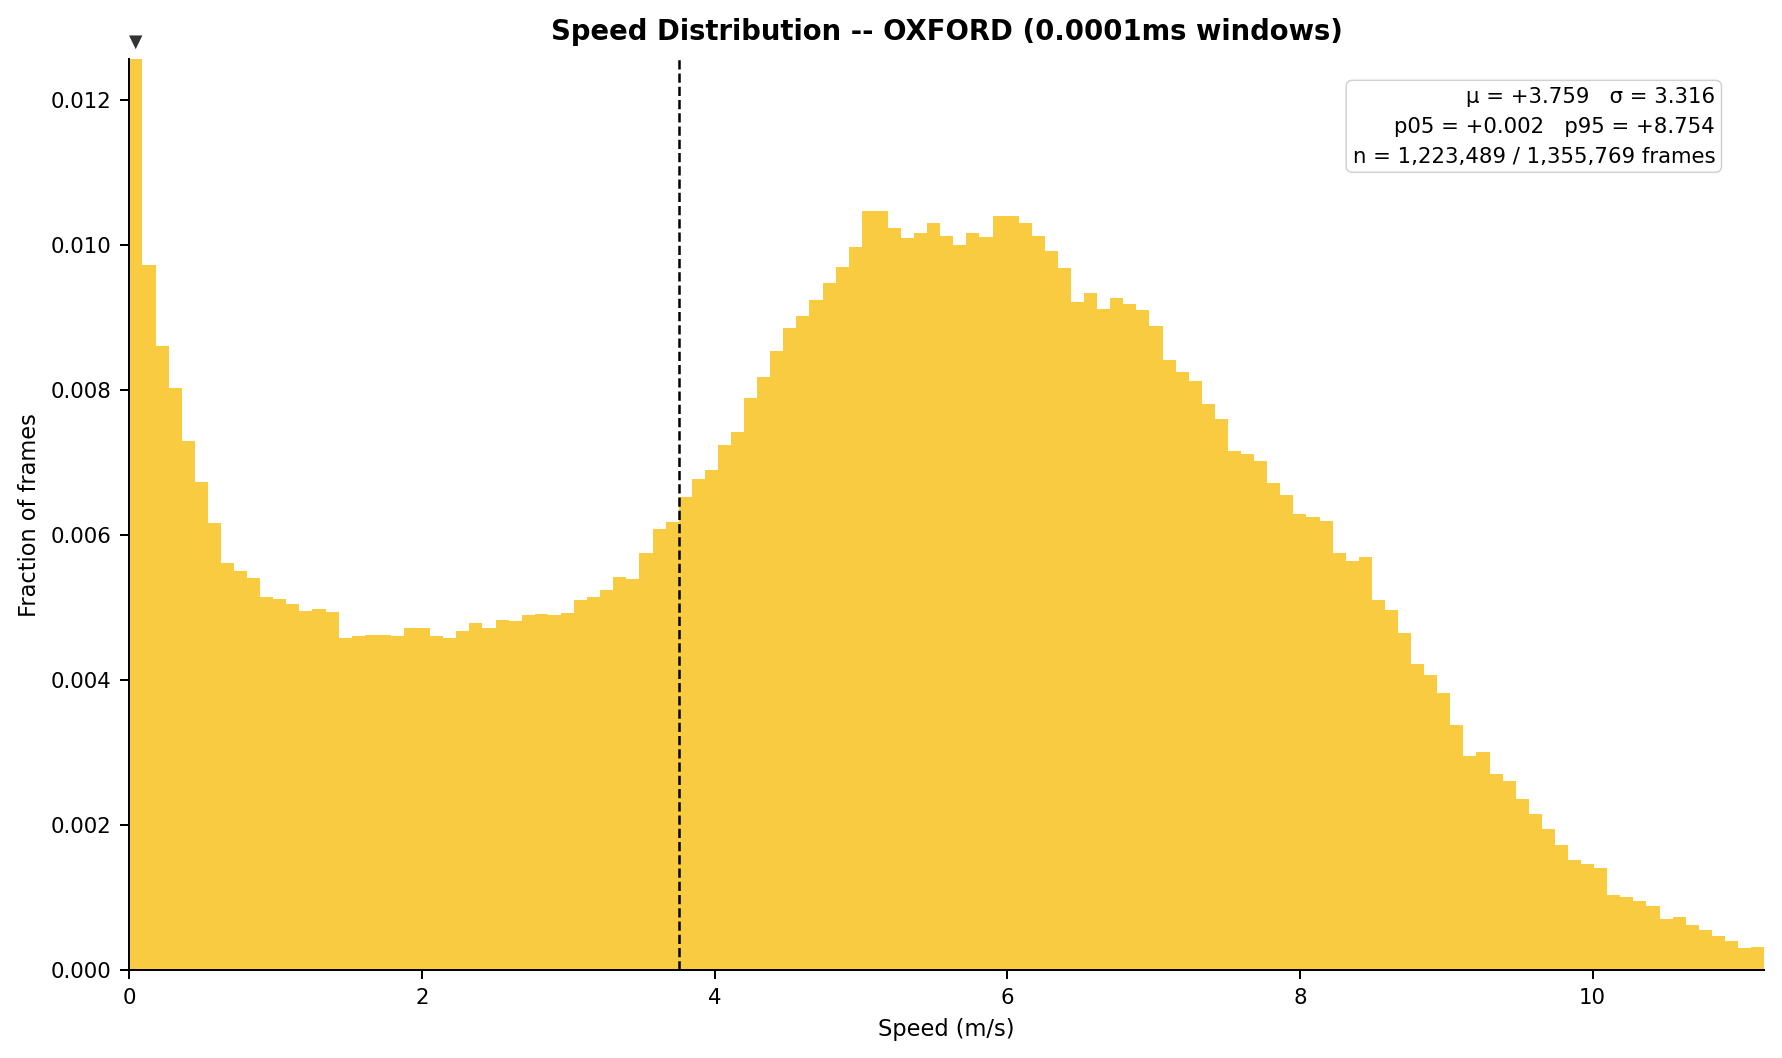 Speed Distribution -- OXFORD (0.0001ms windows)
μ = +3.759   σ = 3.316
p05 = +0.002   p95 = +8.754
n = 1,223,489 / 1,355,769 frames
Fraction of frames
0.012
0.010
0.008
0.006
0.004
0.002
0.000
0 2 4 6 8 10
Speed (m/s)